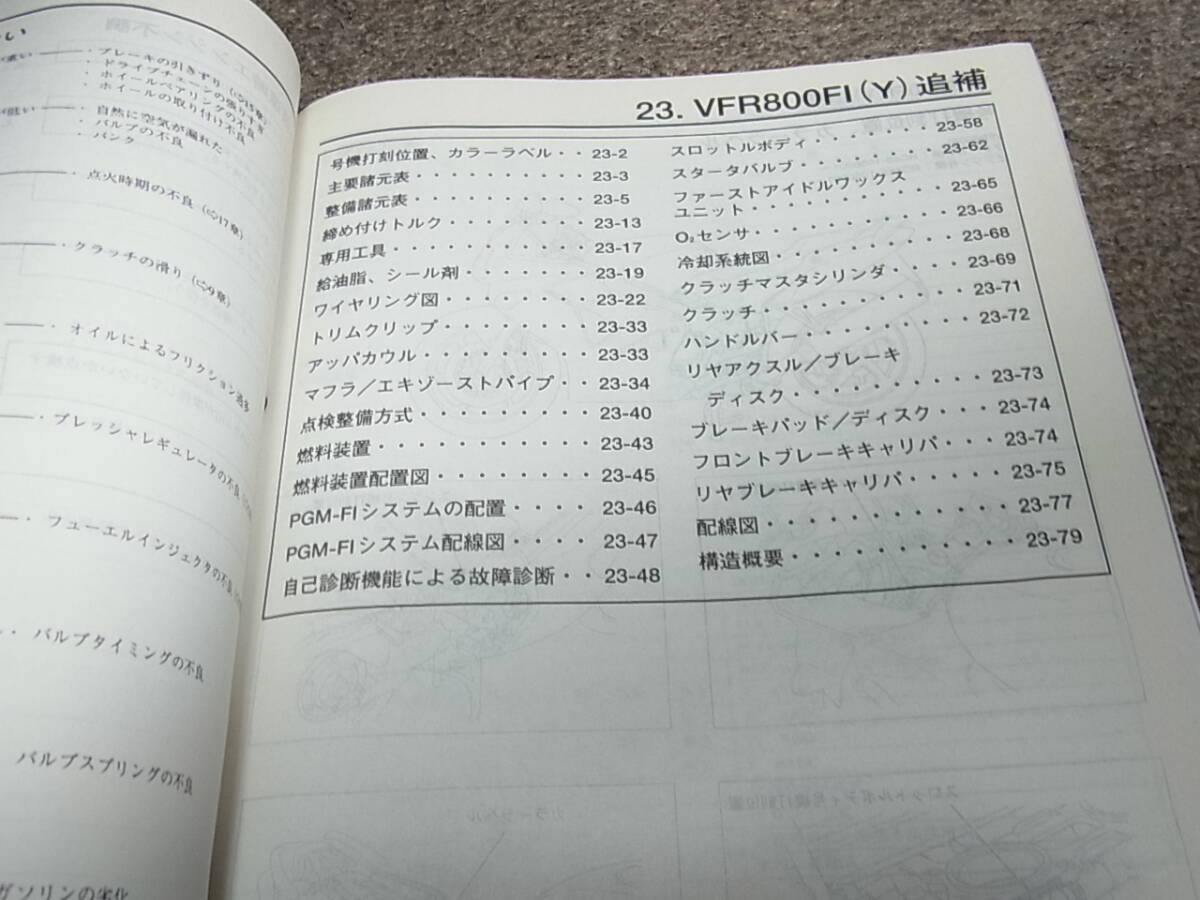 い
・ブレーキの引きずり(⇨15章)
・ドライブチェーンの張りすぎ
・ホイールベアリングの不良
・ホイールの取り付け不良
・自然に空気が漏れた
・バルブの不良
・パンク
・点火時期の不良(⇨17章)
・クラッチの滑り(⇨9章)
・オイルによるフリクション過多
・プレッシャレギュレータの不良
・フューエルインジェクタの不良
・バルブタイミングの不良
バルブスプリングの不良
ガソリンの劣化
23. VFR800FI(Y)追補
号機打刻位置、カラーラベル・・23-2
主要諸元表・・・・・・・・・・23-3
整備諸元表・・・・・・・・・・23-5
締め付けトルク・・・・・・・・23-13
専用工具・・・・・・・・・・・23-17
給油脂、シール剤・・・・・・・23-19
ワイヤリング図・・・・・・・・23-22
トリムクリップ・・・・・・・・23-33
アッパカウル・・・・・・・・・23-33
マフラ/エキゾーストパイプ・・23-34
点検整備方式・・・・・・・・・23-40
燃料装置・・・・・・・・・・・23-43
燃料装置配置図・・・・・・・・23-45
PGM-FIシステムの配置・・・・23-46
PGM-FIシステム配線図・・・・23-47
自己診断機能による故障診断・・23-48
スロットルボディ・・・・・・・23-58
スタータバルブ・・・・・・・・23-62
ファーストアイドルワックス
ユニット・・・・・・・・・・・23-65
O₂センサ・・・・・・・・・・23-66
冷却系統図・・・・・・・・・・23-68
クラッチマスタシリンダ・・・・23-69
クラッチ・・・・・・・・・・・23-71
ハンドルバー・・・・・・・・・23-72
リヤアクスル/ブレーキ
ディスク・・・・・・・・・・23-73
ブレーキパッド/ディスク・・・23-74
フロントブレーキキャリパ・・・23-74
リヤブレーキキャリパ・・・・・23-75
配線図・・・・・・・・・・・・23-77
構造概要・・・・・・・・・・・23-79